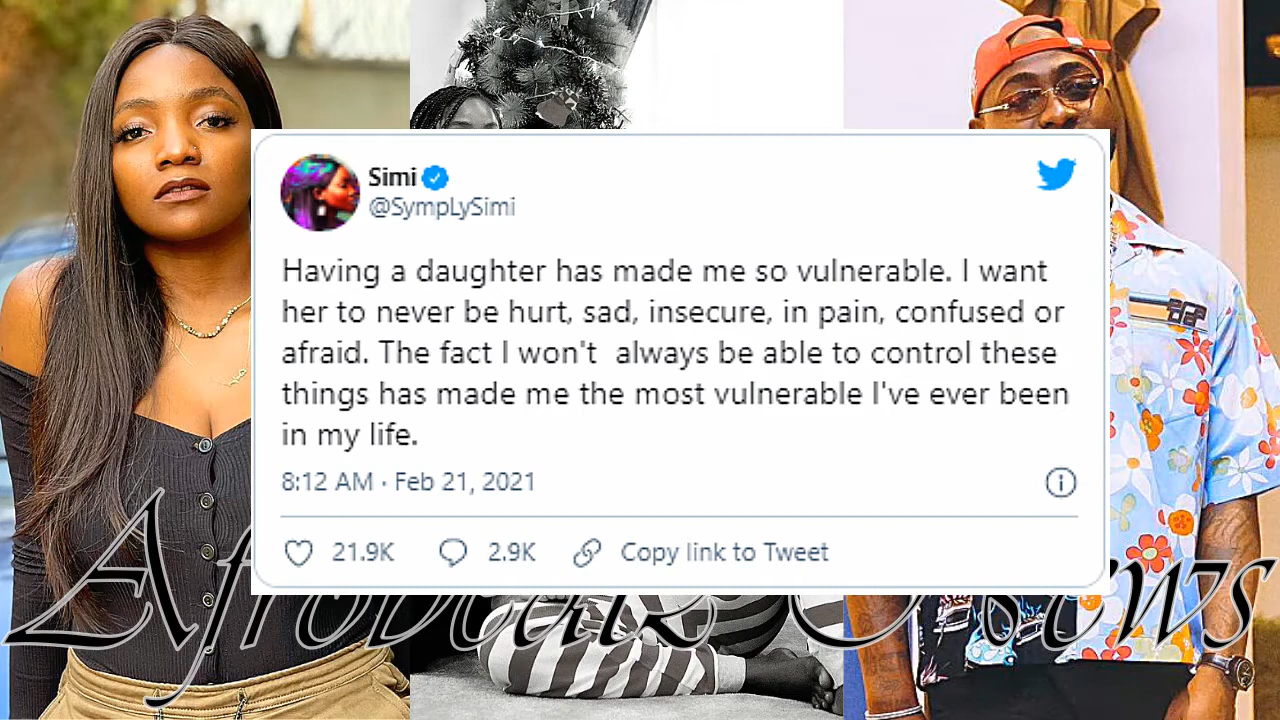 Simi
@SympLySimi
Having a daughter has made me so vulnerable. I want
her to never be hurt, sad, insecure, in pain, confused or
afraid. The fact I won't  always be able to control these
things has made me the most vulnerable I've ever been
in my life.
8:12 AM · Feb 21, 2021
21.9K 2.9K Copy link to Tweet
Afrobeat News